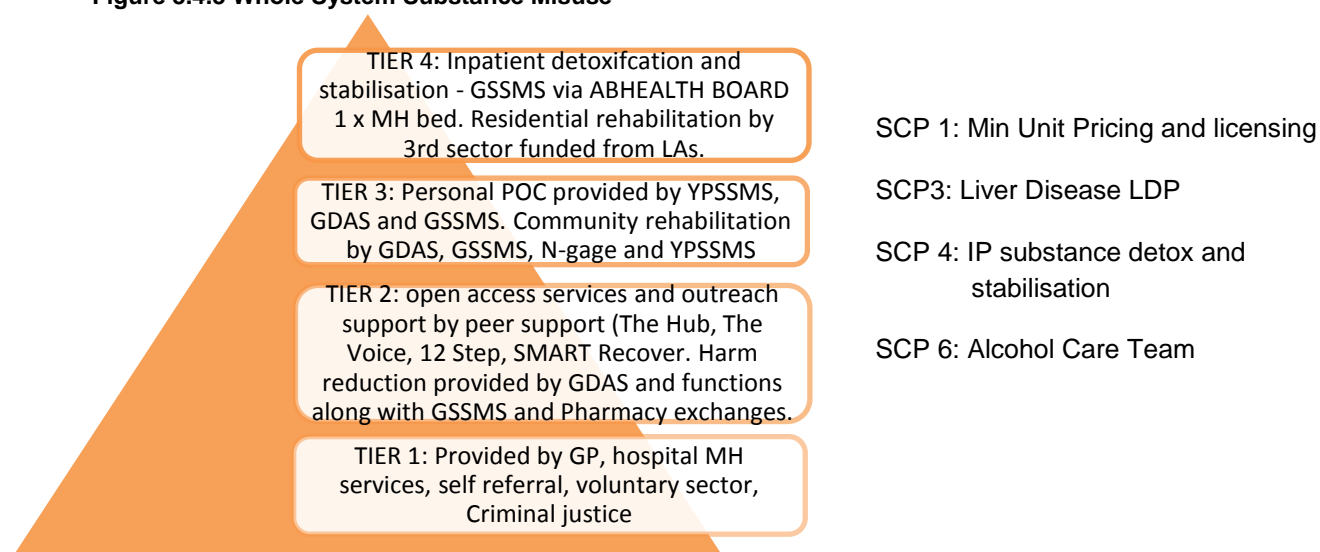 Figure 3.4.3 Whole System Substance Misuse
TIER 4: Inpatient detoxifcation and
stabilisation - GSSMS via ABHEALTH BOARD
1 x MH bed. Residential rehabilitation by
3rd sector funded from LAs.
TIER 3: Personal POC provided by YPSSMS,
GDAS and GSSMS. Community rehabilitation
by GDAS, GSSMS, N-gage and YPSSMS
TIER 2: open access services and outreach
support by peer support (The Hub, The
Voice, 12 Step, SMART Recover. Harm
reduction provided by GDAS and functions
along with GSSMS and Pharmacy exchanges.
TIER 1: Provided by GP, hospital MH
services, self referral, voluntary sector,
Criminal justice
SCP 1: Min Unit Pricing and licensing
SCP3: Liver Disease LDP
SCP 4: IP substance detox and
stabilisation
SCP 6: Alcohol Care Team